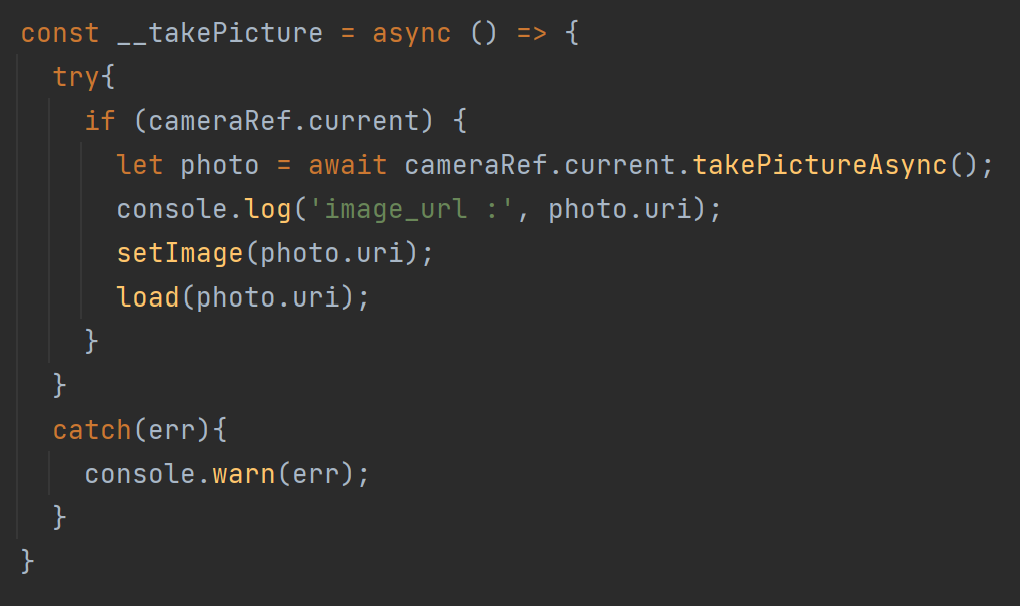 const __takePicture = async () => {
  try{
    if (cameraRef.current) {
      let photo = await cameraRef.current.takePictureAsync();
      console.log('image_url :', photo.uri);
      setImage(photo.uri);
      load(photo.uri);
    }
  }
  catch(err){
    console.warn(err);
  }
}